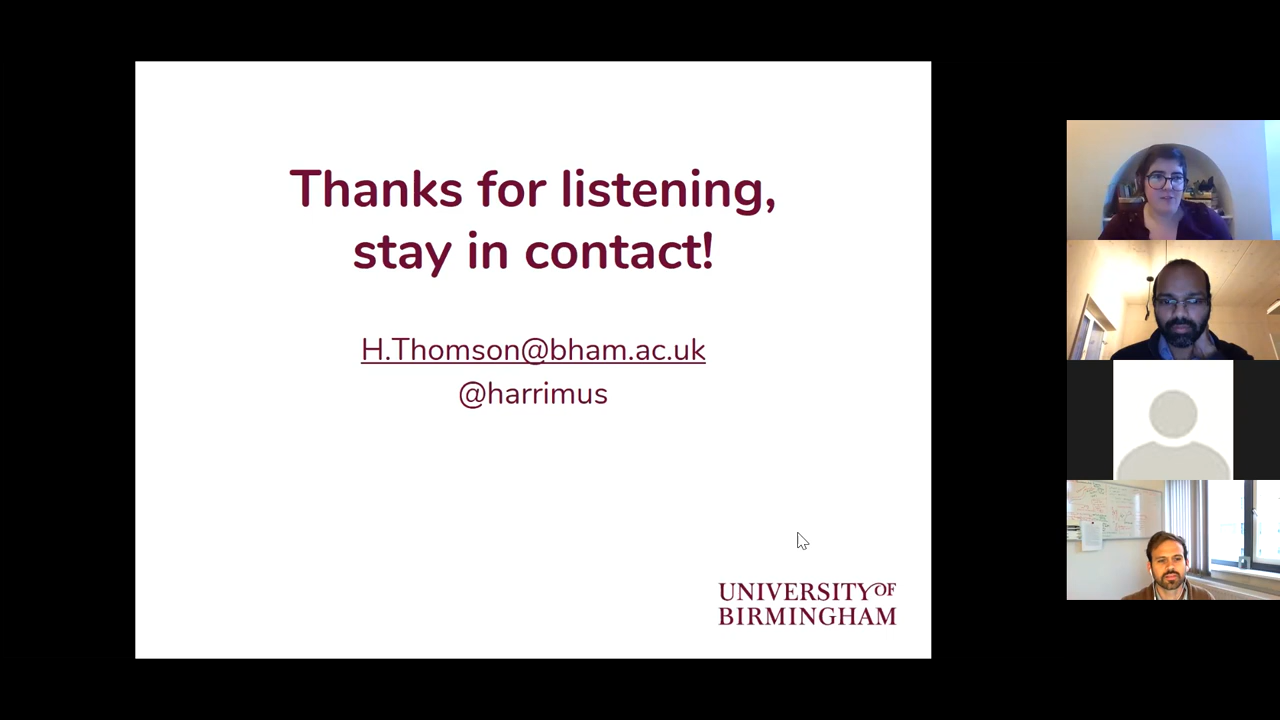 Thanks for listening,
stay in contact!
H.Thomson@bham.ac.uk
@harrimus
UNIVERSITY OF
BIRMINGHAM